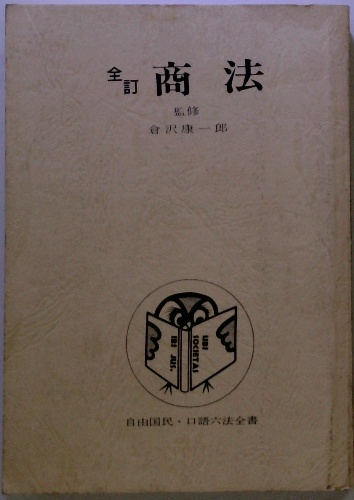 全訂 商法
監修
倉沢康一郎
UBI
SOCIETAS
IBI JUS.
自由国民・口語六法全書